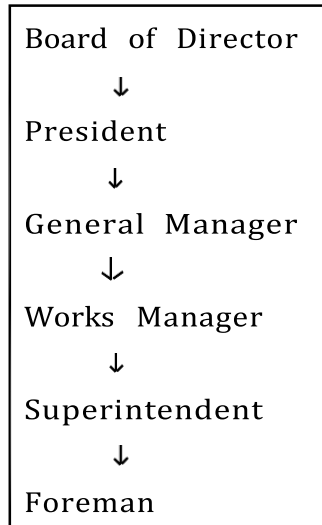 Board of Director
↓
President
↓
General Manager
↓
Works Manager
↓
Superintendent
↓
Foreman